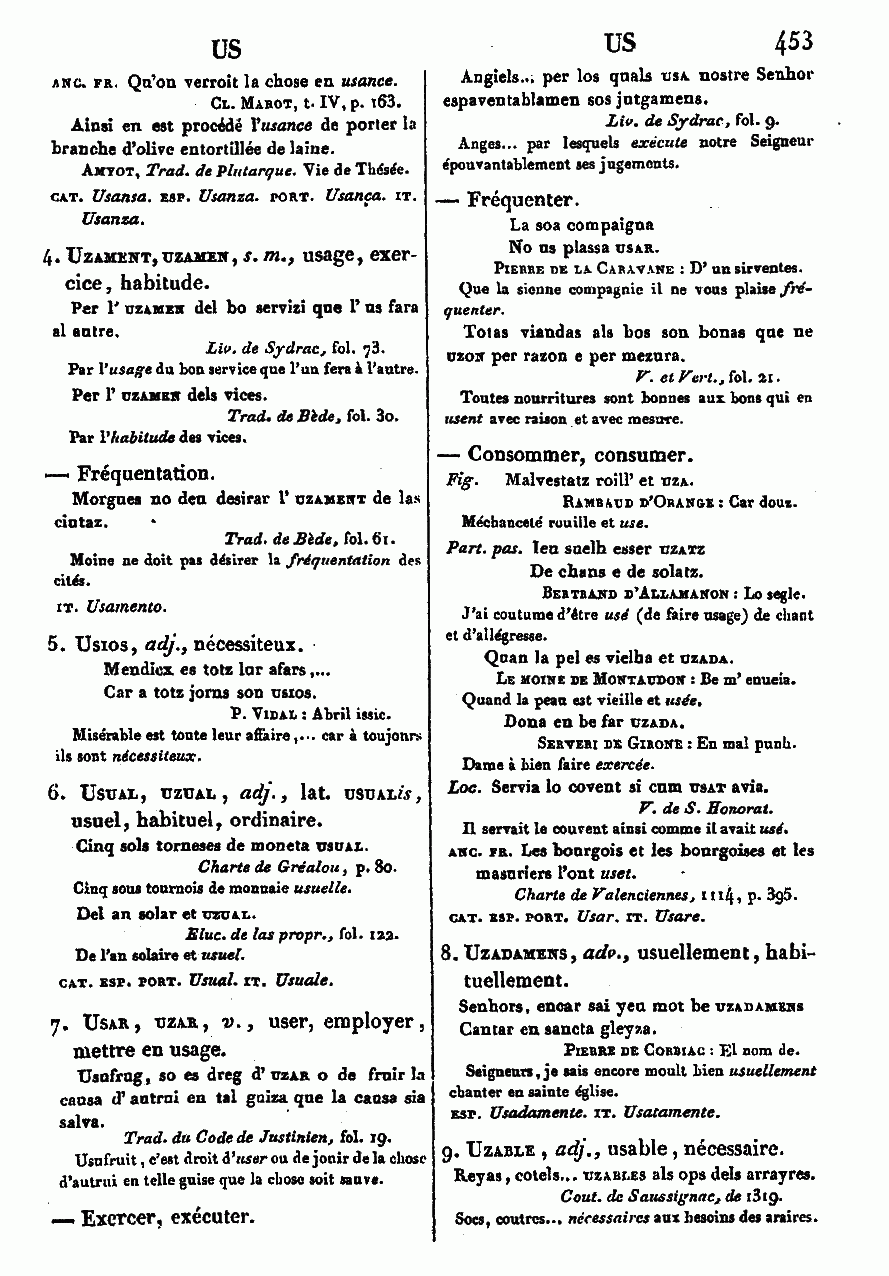 US
US
453
ANC. FR. Qu'on verroit la chose en usance.
CL. MAROT, t. IV, p. 163.
Ainsi en est procédé l'usance de porter la
branche d'olive entortillée de laine.
AMYOT, Trad. de Plutarque. Vie de Thésée.
CAT. Usansa. ESP. Usanza. PORT. Usança. IT.
Usanza.
4. UZAMENT, UZAMEN, s. m., usage, exer-
cice, habitude.
Per l' UZAMEN del bo servizi que l' us fara
al autre.
Liv. de Sydrac, fol. 73.
Par l'usage du bon service que l'un fera à l'autre.
Per l' UZAMEN dels vices.
Trad. de Bède, fol. 30.
Par l'habitude des vices.
— Fréquentation.
Morgues no deu desirar l' UZAMENT de las
ciutaz.
Trad. de Bède, fol. 61.
Moine ne doit pas désirer la fréquentation des
cités.
IT. Usamento.
5. USIOS, adj., nécessiteux.
Mendicx es totz lur afars,...
Car a totz jorns son USIOS.
P. VIDAL : Abril issic.
Misérable est toute leur affaire,... car à toujours
ils sont nécessiteux.
6. USUAL, UZUAL, adj., lat. USUALis,
usuel, habituel, ordinaire.
Cinq sols torneses de moneta USUAL.
Charte de Gréalou, p. 80.
Cinq sous tournois de monnaie usuelle.
Del an solar et UZUAL.
Eluc. de las propr., fol. 122.
De l'an solaire et usuel.
CAT. ESP. PORT. Usual. IT. Usuale.
7. USAR, UZAR, v., user, employer,
mettre en usage.
Usufrug, so es dreg d' UZAR o de fruir la
causa d' autrui en tal guiza que la causa sia
salva.
Trad. du Code de Justinien, fol. 19.
Usufruit, c'est droit d'user ou de jouir de la chose
d'autrui en telle guise que la chose soit sauve.
— Exercer, exécuter.
Angiels... per los quals USA nostre Senhor
espaventablamen sos jutgamens.
Liv. de Sydrac, fol. 9.
Anges... par lesquels exécute notre Seigneur
épouvantablement ses jugements.
— Fréquenter.
La soa compaigna
No us plassa USAR.
PIERRE DE LA CARAVANE : D' un sirventes.
Que la sienne compagnie il ne vous plaise fré-
quenter.
Totas viandas als bos son bonas que ne
UZON per razon e per mezura.
V. et Vert., fol. 21.
Toutes nourritures sont bonnes aux bons qui en
usent avec raison et avec mesure.
— Consommer, consumer.
Fig. Malvestatz roill' et UZA.
RAMBAUD D'ORANGE : Car douz.
Méchanceté rouille et use.
Part. pas. Ieu suelh esser UZATZ
De chans e de solatz.
BERTRAND D'ALLAMANON : Lo segle.
J'ai coutume d'être usé (de faire usage) de chant
et d'allégresse.
Quan la pel es vielha et UZADA.
LE MOINE DE MONTAUDON : Be m' enueia.
Quand la peau est vieille et usée.
Dona en be far UZADA.
SERVERI DE GIRONE : En mal punh.
Dame à bien faire exercée.
Loc. Servia lo covent si cum USAT avia.
V. de S. Honorat.
Il servait le couvent ainsi comme il avait usé.
ANC. FR. Les bourgois et les bourgoises et les
masuriers l'ont uset.
Charte de Valenciennes, 1114, p. 395.
CAT. ESP. PORT. Usar. IT. Usare.
8. UZADAMENS, adv., usuellement, habi-
tuellement.
Senhors, encar sai yeu mot be UZADAMENS
Cantar en sancta gleyza.
PIERRE DE CORBIAC : El nom de.
Seigneurs, je sais encore moult bien usuellement
chanter en sainte église.
ESP. Usadamente. IT. Usatamente.
9. UZABLE, adj., usable, nécessaire.
Reyas, cotels... UZABLES als ops dels arrayres.
Cout. de Saussignac, de 1319.
Socs, coutres... nécessaires aux besoins des araires.